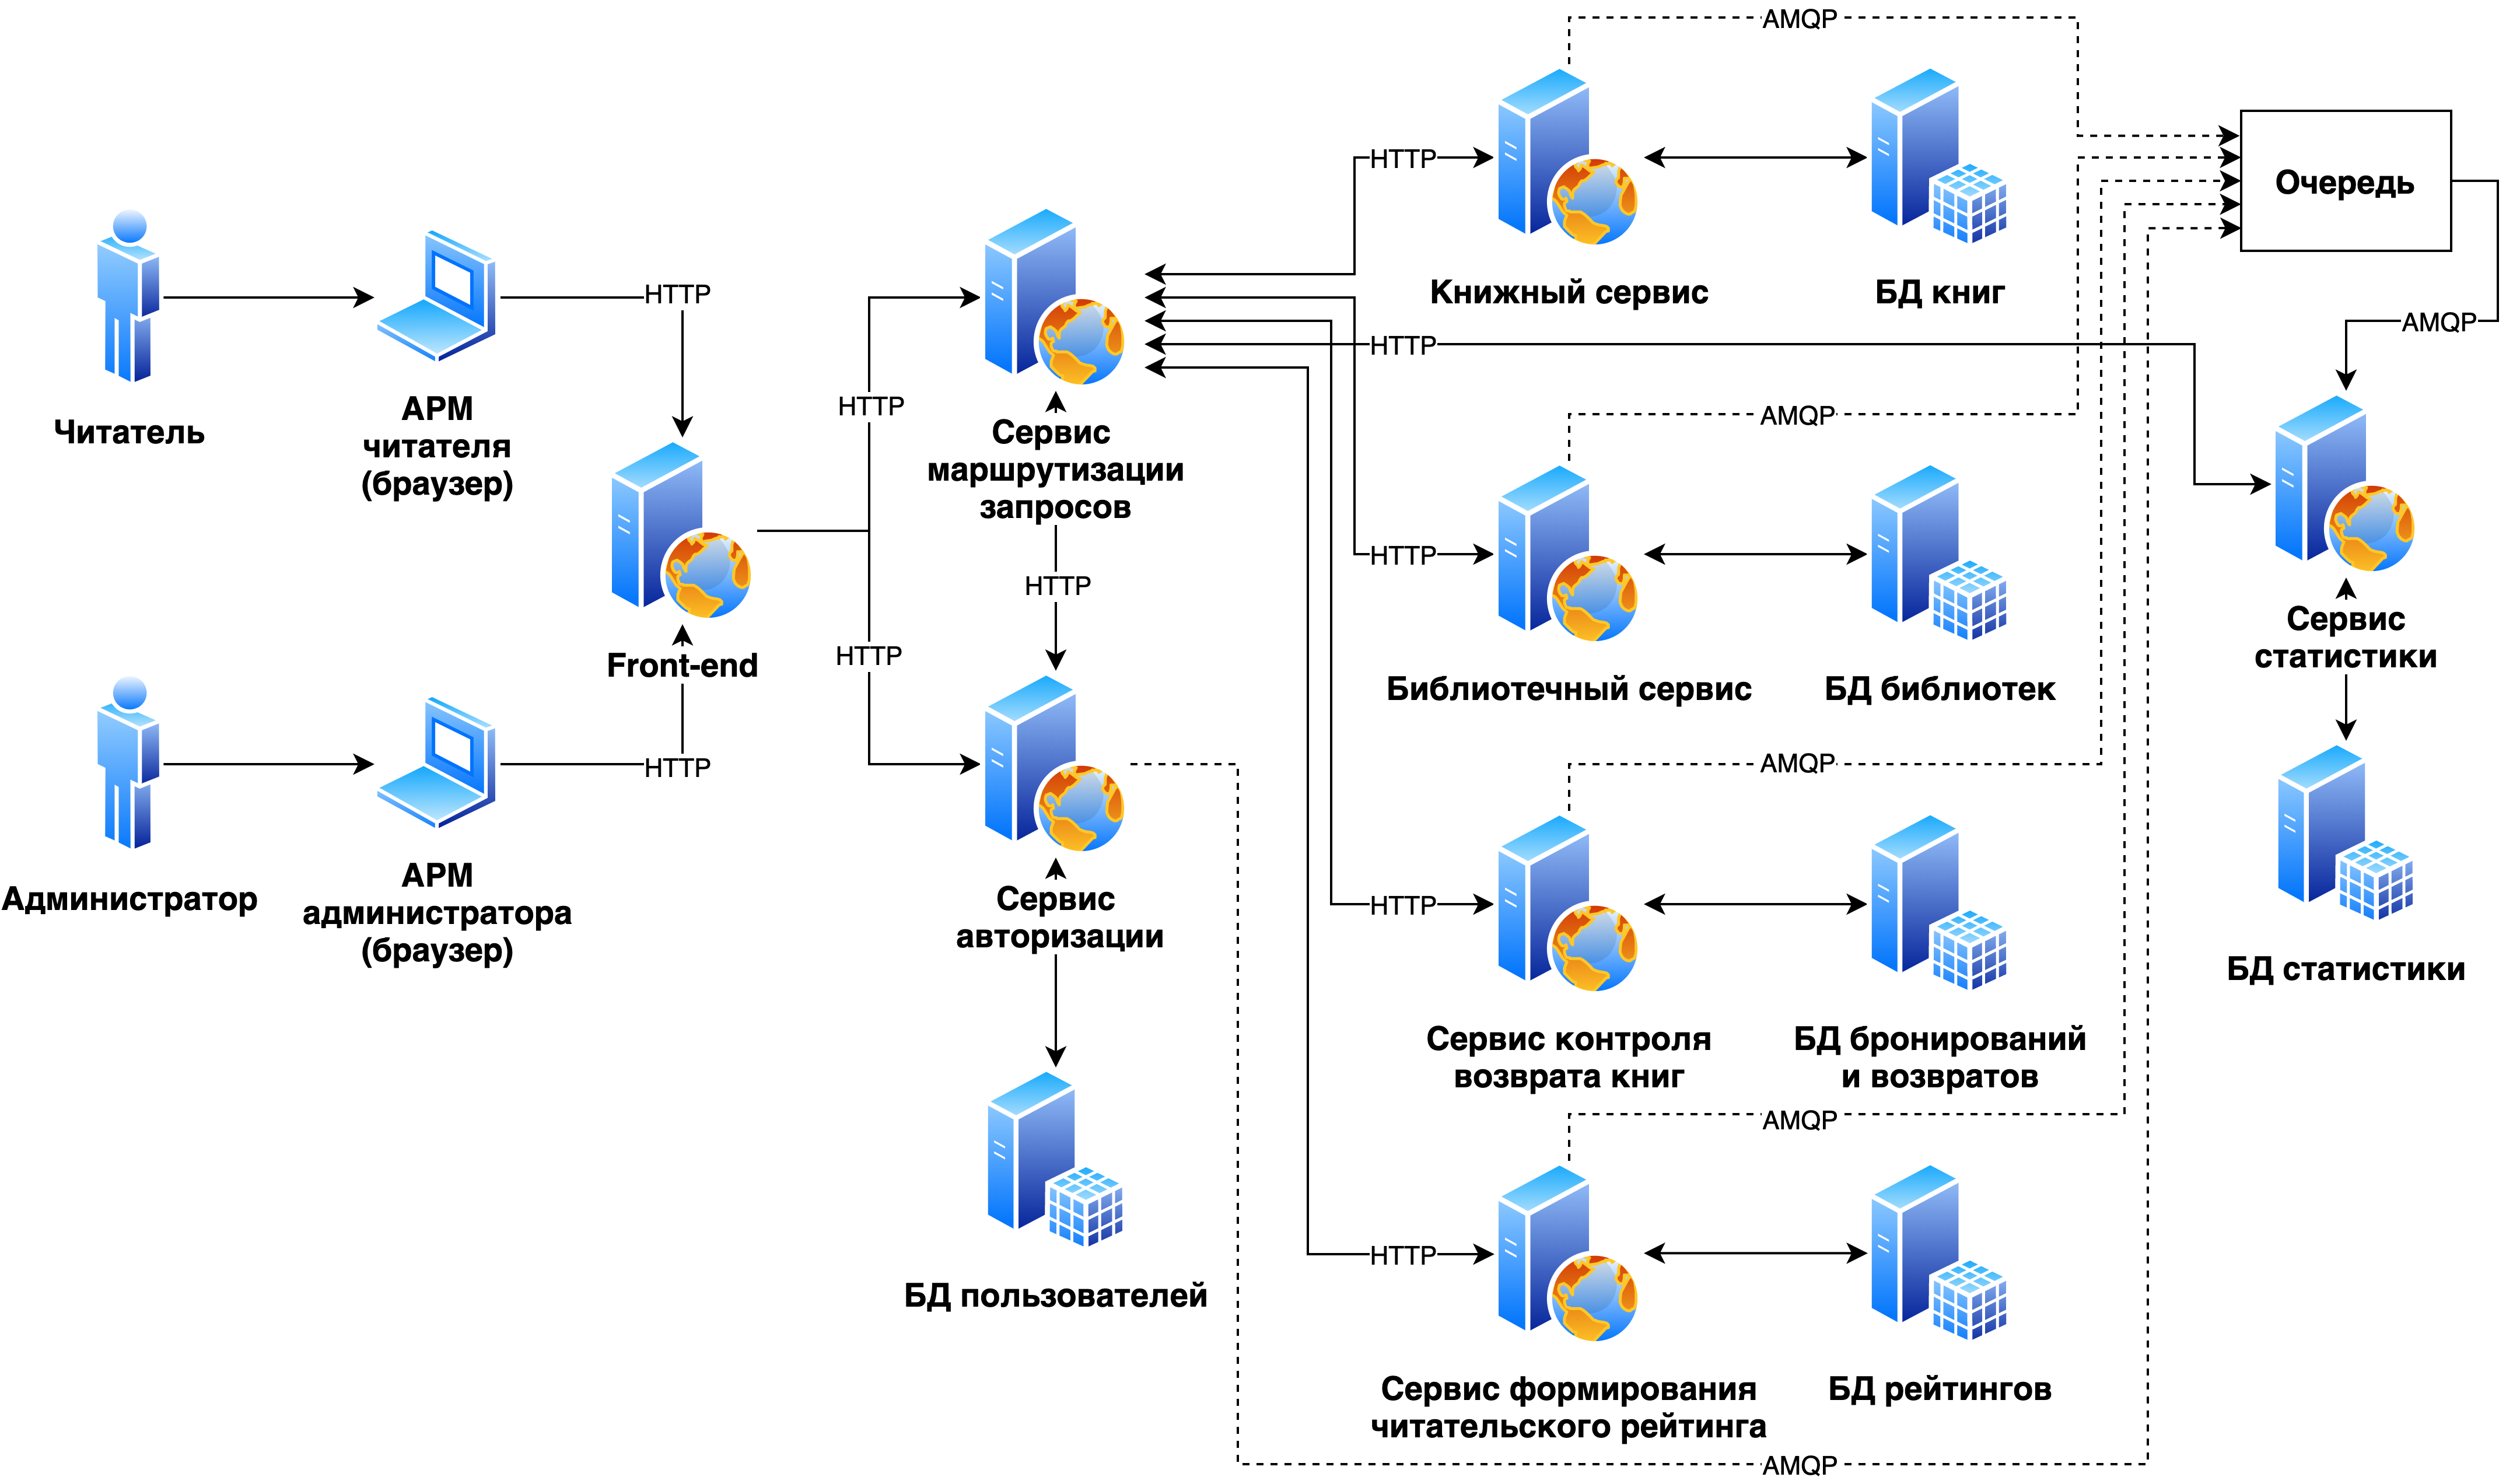 AMQP
HTTP
Очередь
Книжный сервис
БД книг
HTTP
AMQP
HTTP
HTTP
Читатель
АРМ
читателя
(браузер)
Сервис
маршрутизации
запросов
AMQP
HTTP
HTTP
HTTP
Сервис
статистики
Front-end
HTTP
Библиотечный сервис
БД библиотек
HTTP
AMQP
Администратор
АРМ
администратора
(браузер)
Сервис
авторизации
HTTP
БД статистики
Сервис контроля
возврата книг
БД бронирований
и возвратов
AMQP
HTTP
БД пользователей
Сервис формирования
читательского рейтинга
БД рейтингов
AMQP